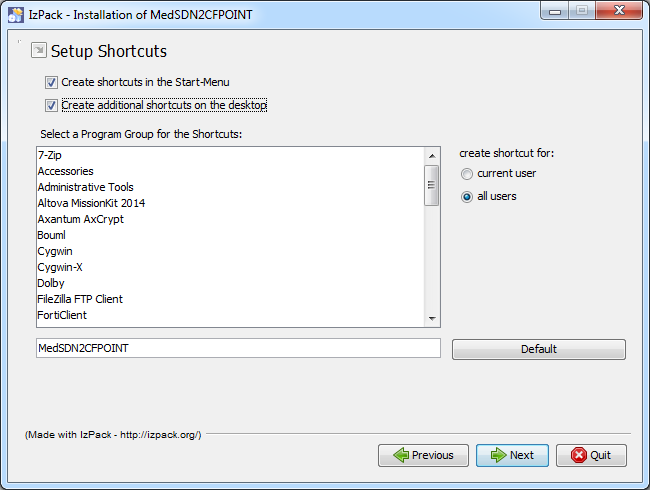 IzPack - Installation of MedSDN2CFPOINT
Setup Shortcuts
Create shortcuts in the Start-Menu
Create additional shortcuts on the desktop
Select a Program Group for the Shortcuts:
7-Zip
Accessories
Administrative Tools
Altova MissionKit 2014
Axantum AxCrypt
Bouml
Cygwin
Cygwin-X
Dolby
FileZilla FTP Client
FortiClient
create shortcut for:
current user
all users
MedSDN2CFPOINT
Default
(Made with IzPack - http://izpack.org/)
Previous
Next
Quit